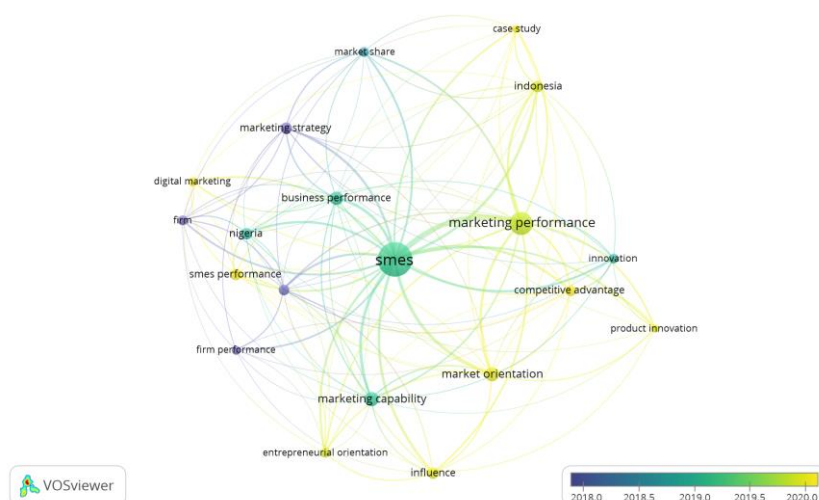 case study
market share
indonesia
marketing strategy
digital marketing
business performance
firm
marketing performance
nigeria
smes
innovation
smes performance
competitive advantage
product innovation
firm performance
market orientation
marketing capability
entrepreneurial orientation
influence
VOSviewer
2018.0 2018.5 2019.0 2019.5 2020.0